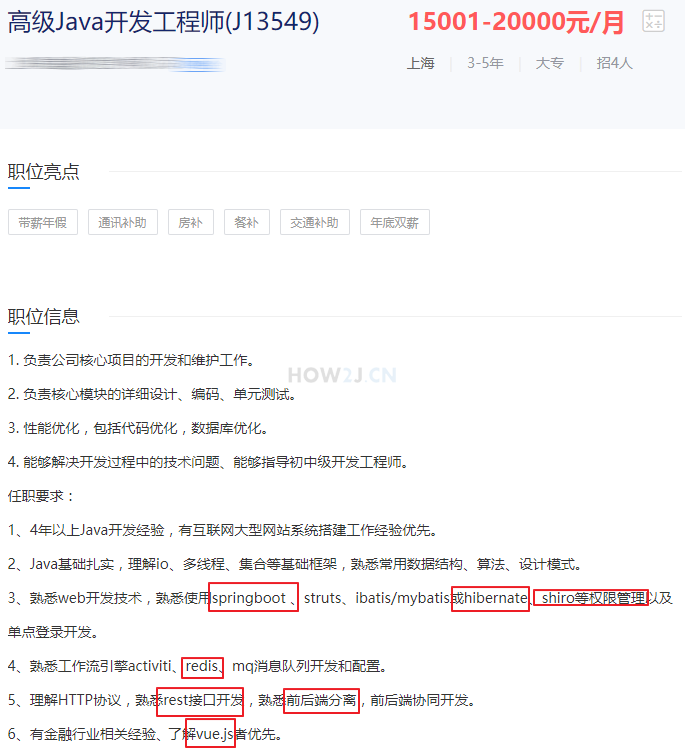 高级Java开发工程师(J13549)
15001-20000元/月
上海 3-5年 大专 招4人
职位亮点
带薪年假 通讯补助 房补 餐补 交通补助 年底双薪
职位信息
1. 负责公司核心项目的开发和维护工作。
HOW2J.CN
2. 负责核心模块的详细设计、编码、单元测试。
3. 性能优化，包括代码优化，数据库优化。
4. 能够解决开发过程中的技术问题、能够指导初中级开发工程师。
任职要求：
1、4年以上Java开发经验，有互联网大型网站系统搭建工作经验优先。
2、Java基础扎实，理解io、多线程、集合等基础框架，熟悉常用数据结构、算法、设计模式。
3、熟悉web开发技术，熟悉使用springboot 、struts、ibatis/mybatis或hibernate、shiro等权限管理以及
单点登录开发。
4、熟悉工作流引擎activiti、redis、mq消息队列开发和配置。
5、理解HTTP协议，熟悉rest接口开发，熟悉前后端分离，前后端协同开发。
6、有金融行业相关经验、了解vue.js者优先。